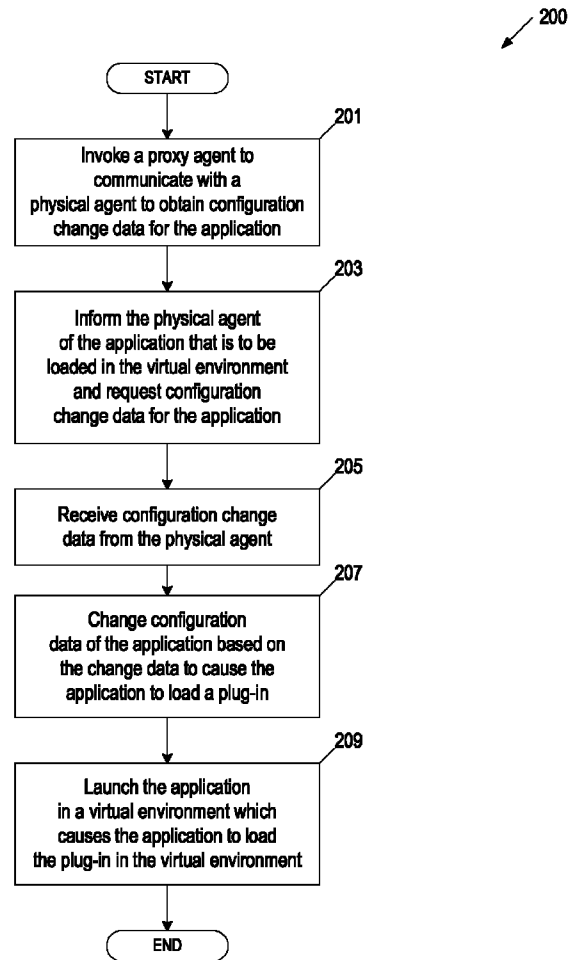 200
START
201
Invoke a proxy agent to
communicate with a
physical agent to obtain configuration
change data for the application
203
Inform the physical agent
of the application that is to be
loaded in the virtual environment
and request configuration
change data for the application
205
Receive configuration change
data from the physical agent
207
Change configuration
data of the application based on
the change data to cause the
application to load a plug-in
209
Launch the application
in a virtual environment which
causes the application to load
the plug-in in the virtual environment
END